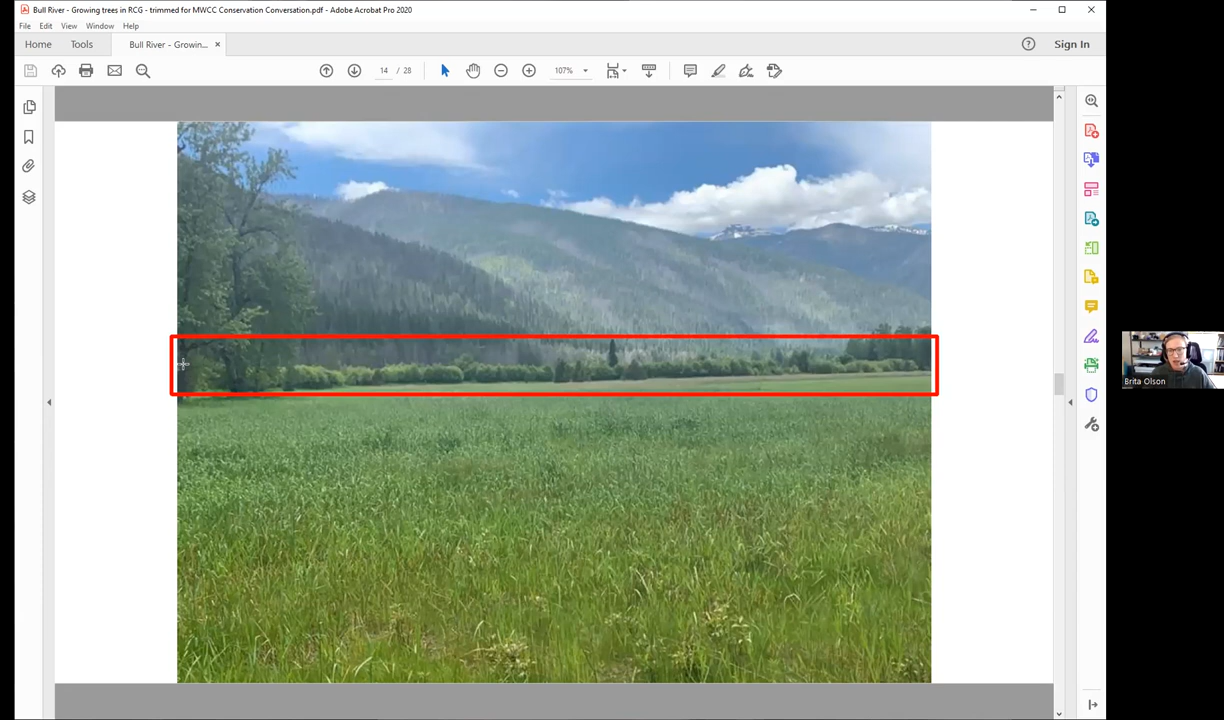 Bull River - Growing trees in RCG - trimmed for MWCC Conservation Conversation.pdf - Adobe Acrobat Pro 2020
File Edit View Window Help
Home Tools Bull River - Growin... × Sign In
14 / 28 107%
Brita Olson